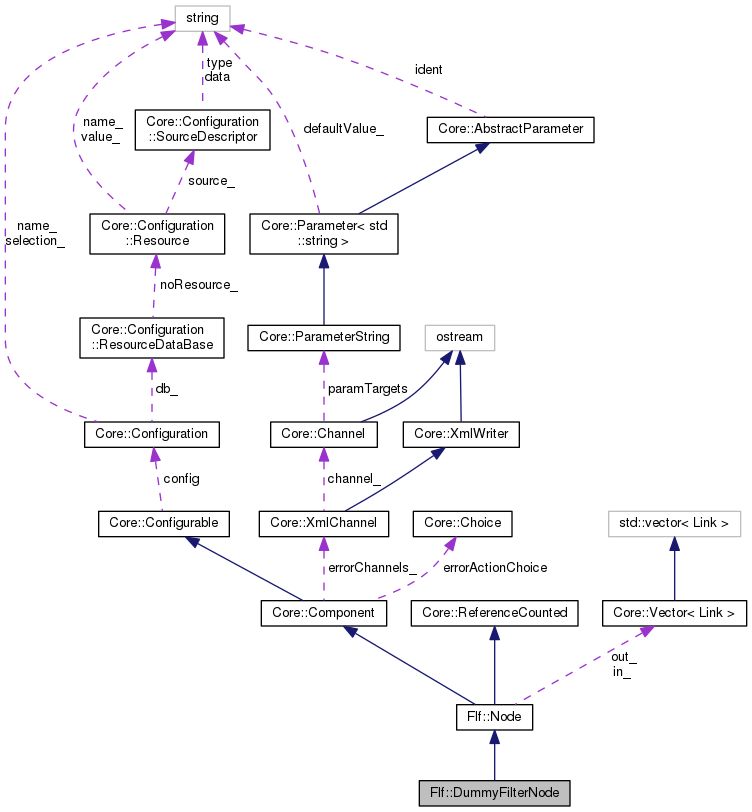 string
ident
type
data
name_
value_
Core::Configuration
::SourceDescriptor
defaultValue_
Core::AbstractParameter
source_
name_
selection_
Core::Configuration
::Resource
Core::Parameter< std
::string >
noResource_
Core::Configuration
::ResourceDataBase
Core::ParameterString
ostream
db_
paramTargets
Core::Configuration
Core::Channel
Core::XmlWriter
config
channel_
Core::Configurable
Core::XmlChannel
Core::Choice
std::vector< Link >
errorChannels_
errorActionChoice
Core::Component
Core::ReferenceCounted
Core::Vector< Link >
out_
in_
Flf::Node
Flf::DummyFilterNode